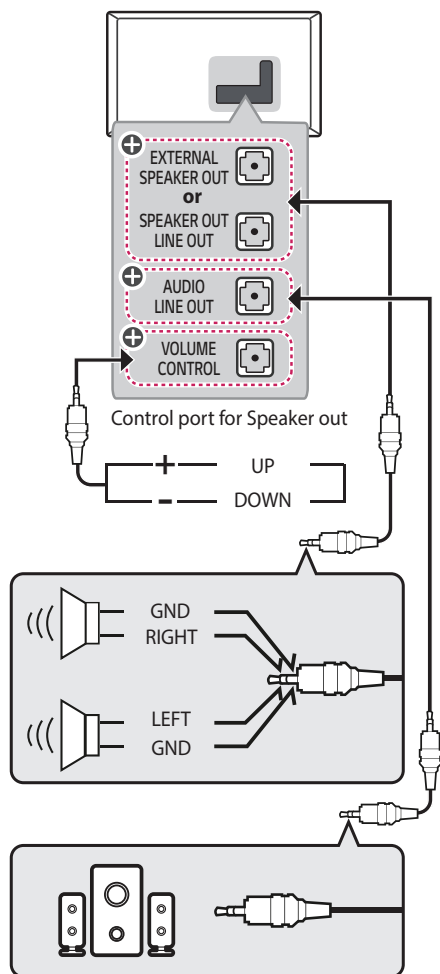 EXTERNAL
SPEAKER OUT
or
SPEAKER OUT
LINE OUT
AUDIO
LINE OUT
VOLUME
CONTROL
Control port for Speaker out
+ UP
- DOWN
GND
RIGHT
LEFT
GND